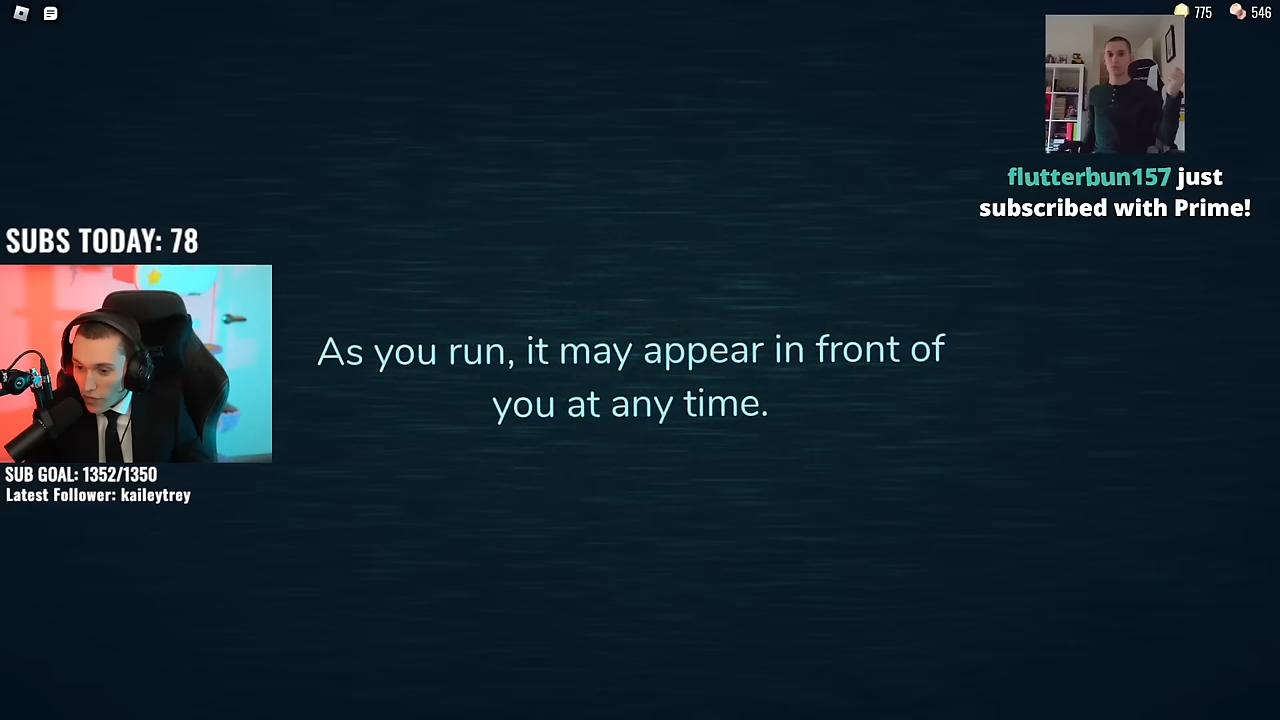 775 546
flutterbun157 just
subscribed with Prime!
SUBS TODAY: 78
As you run, it may appear in front of
you at any time.
SUB GOAL: 1352/1350
Latest Follower: kaileytrey